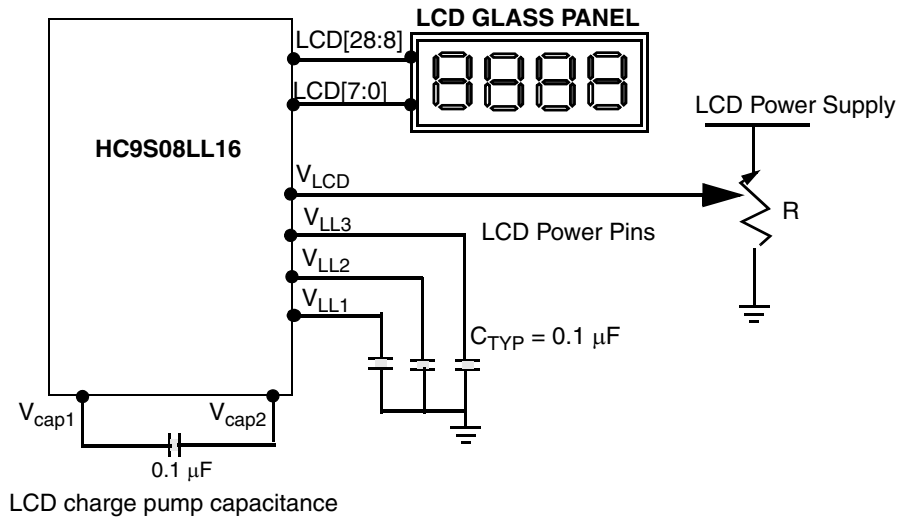 LCD GLASS PANEL
LCD[28:8]
LCD[7:0]
LCD Power Supply
HC9S08LL16
VLCD
R
VLL3
LCD Power Pins
VLL2
VLL1
CTYP = 0.1 μF
Vcap1
Vcap2
0.1 μF
LCD charge pump capacitance